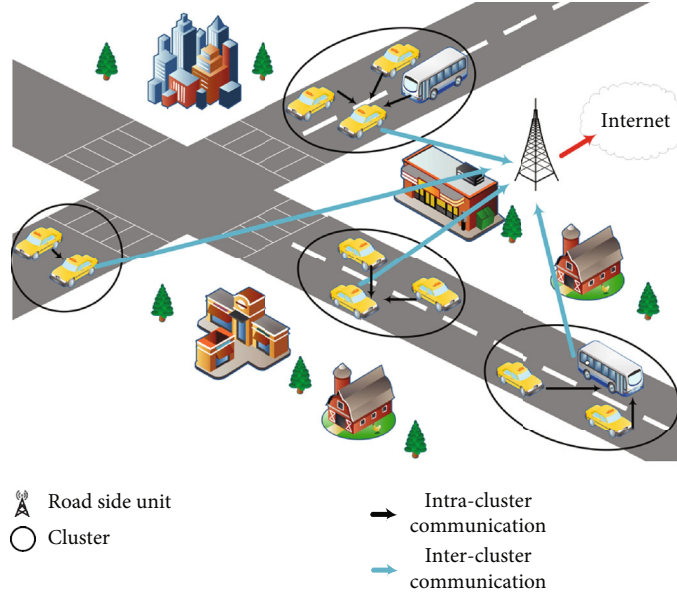 Internet
Road side unit
Cluster
Intra-cluster
communication
Inter-cluster
communication